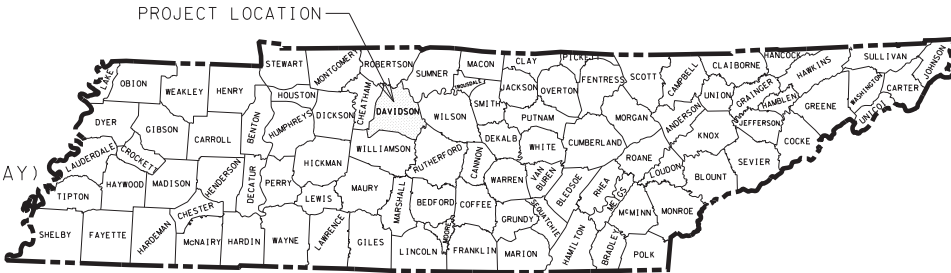 PROJECT LOCATION
AY)
LAKE
OBION
WEAKLEY
HENRY
STEWART
MONTGOMERY
ROBERTSON
SUMNER
MACON
TROUSDALE
CLAY
PICKET
FENTRESS
SCOTT
CAMPBELL
CLAIBORNE
HANCOCK
HAWKINS
SULLIVAN
JOHNSON
DYER
GIBSON
CARROLL
BENTON
HOUSTON
HUMPHREYS
DICKSON
CHEATHAM
DAVIDSON
WILSON
SMITH
JACKSON
OVERTON
PUTNAM
MORGAN
ANDERSON
UNION
GRAINGER
HAMBLEN
GREENE
WASHINGTON
CARTER
UNICOI
LAUDERDALE
CROCKETT
HAYWOOD
MADISON
HENDERSON
DECATUR
PERRY
HICKMAN
WILLIAMSON
RUTHERFORD
CANNON
DEKALB
WHITE
CUMBERLAND
ROANE
LOUDON
KNOX
JEFFERSON
COCKE
SEVIER
BLOUNT
TIPTON
LEWIS
MAURY
MARSHALL
BEDFORD
COFFEE
WARREN
VAN
BUREN
BLEDSOE
RHEA
MEIGS
McMINN
MONROE
SHELBY
FAYETTE
HARDEMAN
CHESTER
McNAIRY
HARDIN
WAYNE
LAWRENCE
GILES
LINCOLN
MOORE
FRANKLIN
GRUNDY
MARION
SEQUATCHIE
HAMILTON
BRADLEY
POLK